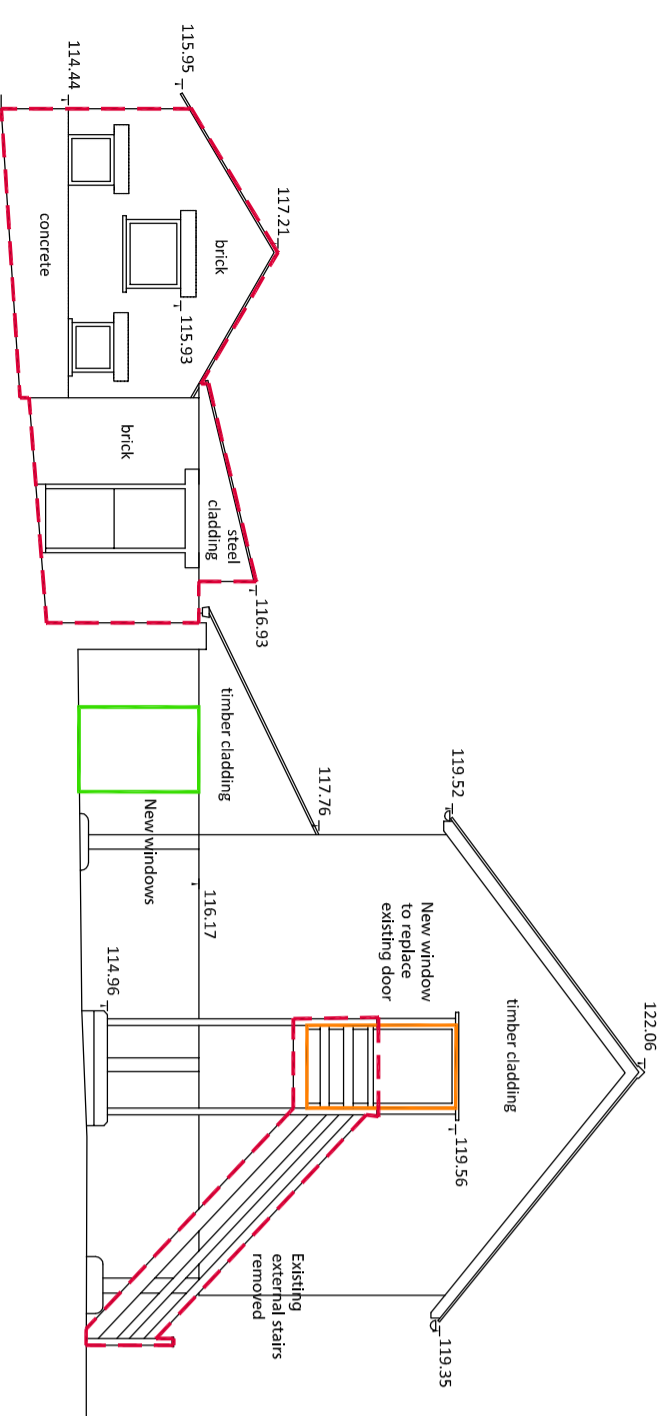 115.95
114.44
117.21
brick
concrete
115.93
brick
steel
cladding
116.93
timber cladding
117.76
New windows
116.17
119.52
New window
to replace
existing door
114.96
timber cladding
122.06
119.56
Existing
external stairs
removed
119.35